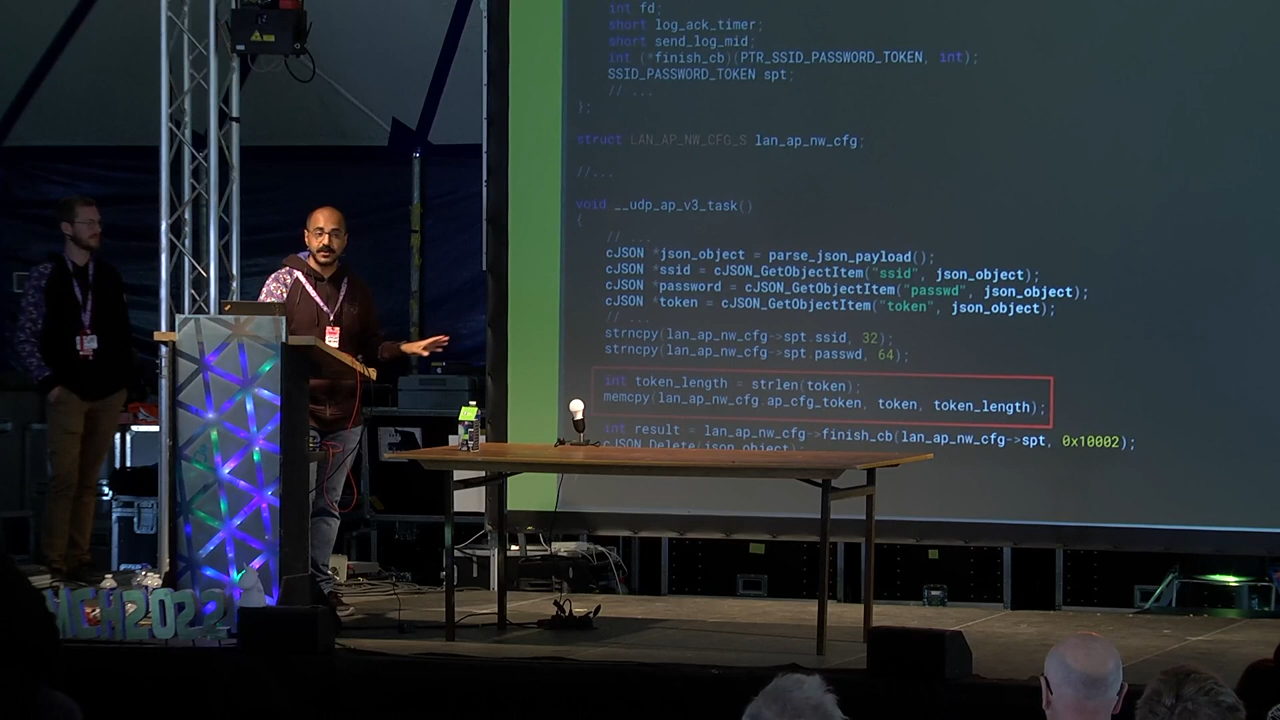 int fd;
short log_ack_timer;
short send_log_mid;
int (*finish_cb)(PTR_SSID_PASSWORD_TOKEN, int);
SSID_PASSWORD_TOKEN spt;
// ...
};
struct LAN_AP_NW_CFG_S lan_ap_nw_cfg;
//...
void __udp_ap_v3_task()
{
// ...
cJSON *json_object = parse_json_payload();
cJSON *ssid = cJSON_GetObjectItem("ssid", json_object);
cJSON *password = cJSON_GetObjectItem("passwd", json_object);
cJSON *token = cJSON_GetObjectItem("token", json_object);
// ...
strncpy(lan_ap_nw_cfg->spt.ssid, 32);
strncpy(lan_ap_nw_cfg->spt.passwd, 64);
int token_length = strlen(token);
memcpy(lan_ap_nw_cfg.ap_cfg_token, token, token_length);
int result = lan_ap_nw_cfg->finish_cb(lan_ap_nw_cfg->spt, 0x10002);
cJSON_Delete(json_object);
MCH2022